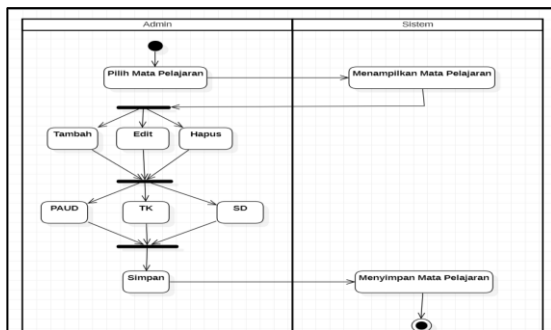 Admin
Sistem
Pilih Mata Pelajaran
Menampilkan Mata Pelajaran
Tambah
Edit
Hapus
PAUD
TK
SD
Simpan
Menyimpan Mata Pelajaran